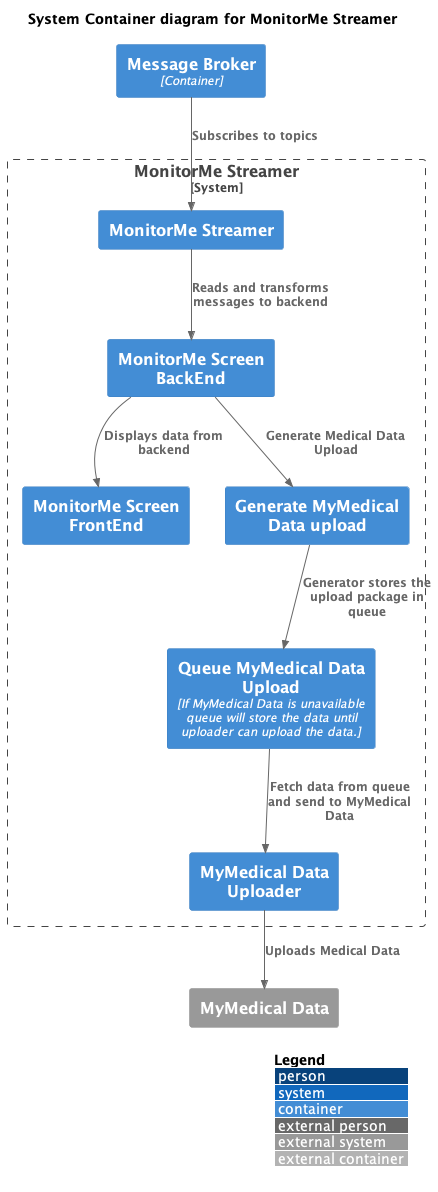 System Container diagram for MonitorMe Streamer
Message Broker
[Container]
Subscribes to topics
MonitorMe Streamer
[System]
MonitorMe Streamer
Reads and transforms
messages to backend
MonitorMe Screen
BackEnd
Displays data from
backend
Generate Medical Data
Upload
MonitorMe Screen
FrontEnd
Generate MyMedical
Data upload
Generator stores the
upload package in
queue
Queue MyMedical Data
Upload
[If MyMedical Data is unavailable
queue will store the data until
uploader can upload the data.]
Fetch data from queue
and send to MyMedical
Data
MyMedical Data
Uploader
Uploads Medical Data
MyMedical Data
Legend
person
system
container
external person
external system
external container